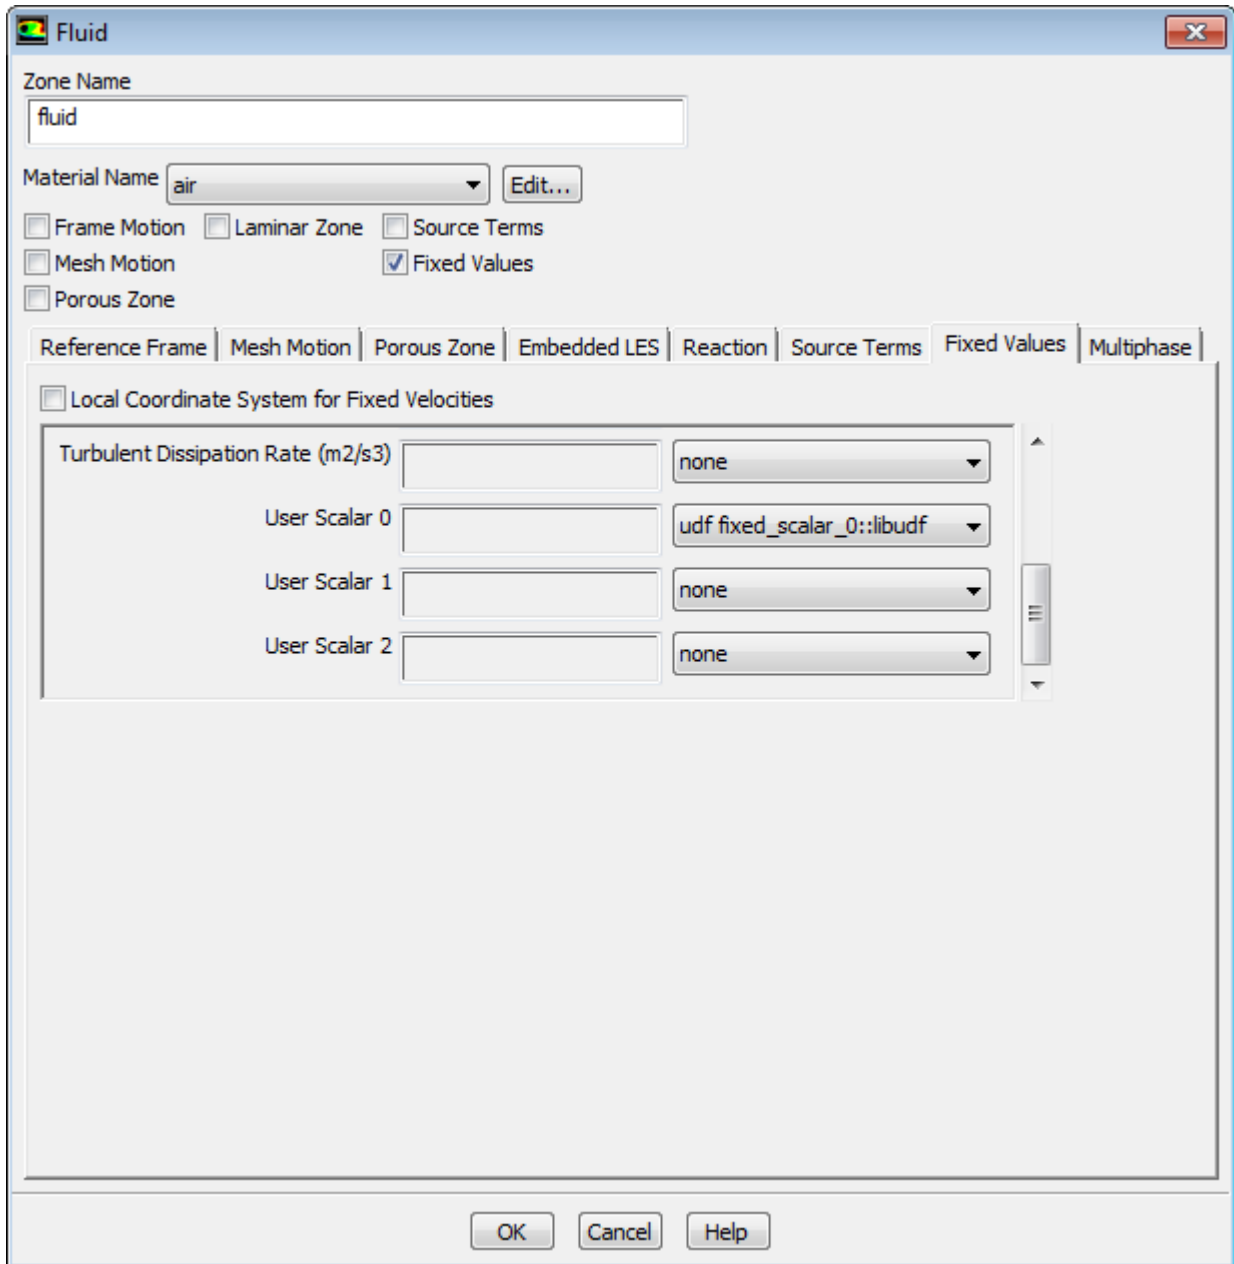 Fluid
Zone Name
fluid
Material Name air Edit...
Frame Motion Laminar Zone Source Terms
Mesh Motion Fixed Values
Porous Zone
Reference Frame Mesh Motion Porous Zone Embedded LES Reaction Source Terms Fixed Values Multiphase
Local Coordinate System for Fixed Velocities
Turbulent Dissipation Rate (m2/s3) none
User Scalar 0 udf fixed_scalar_0::libudf
User Scalar 1 none
User Scalar 2 none
OK Cancel Help